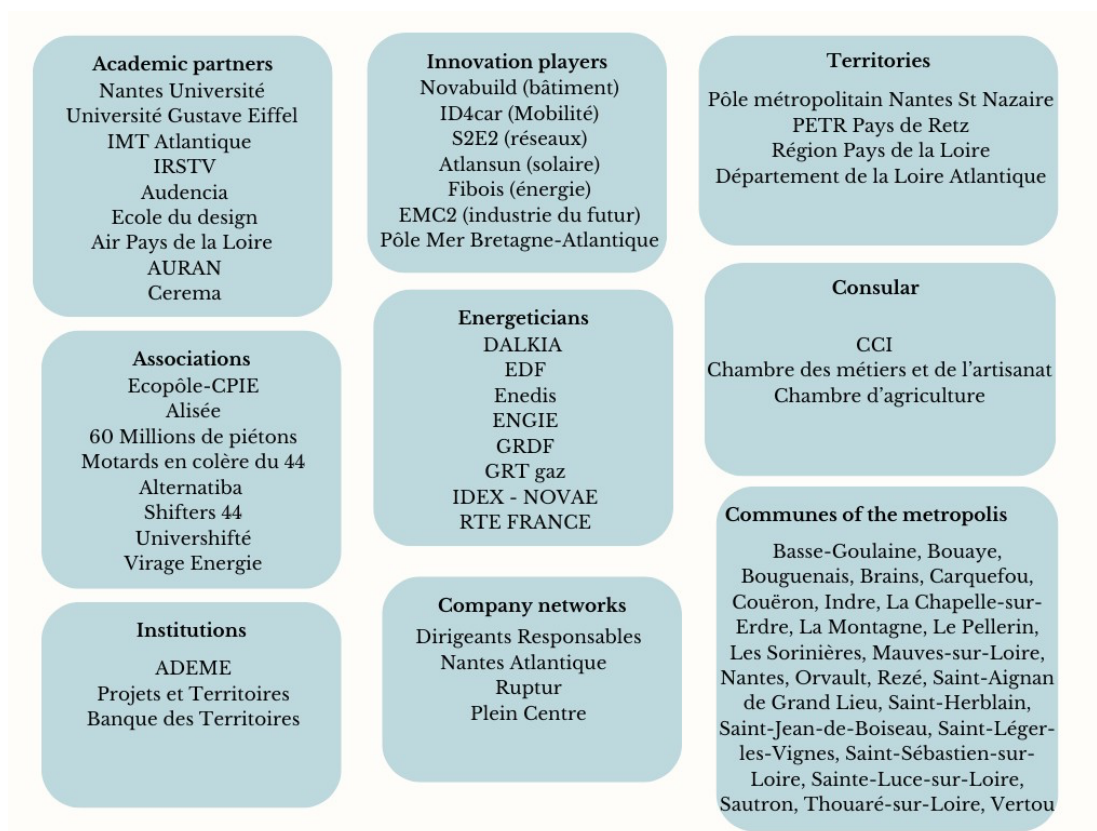 Academic partners
Nantes Université
Université Gustave Eiffel
IMT Atlantique
IRSTV
Audencia
Ecole du design
Air Pays de la Loire
AURAN
Cerema
Associations
Ecopôle-CPIE
Alisée
60 Millions de piétons
Motards en colère du 44
Alternatiba
Shifters 44
Univershifté
Virage Energie
Institutions
ADEME
Projets et Territoires
Banque des Territoires
Innovation players
Novabuild (bâtiment)
ID4car (Mobilité)
S2E2 (réseaux)
Atlansun (solaire)
Fibois (énergie)
EMC2 (industrie du futur)
Pôle Mer Bretagne-Atlantique
Energeticians
DALKIA
EDF
Enedis
ENGIE
GRDF
GRT gaz
IDEX - NOVAE
RTE FRANCE
Company networks
Dirigeants Responsables
Nantes Atlantique
Ruptur
Plein Centre
Territories
Pôle métropolitain Nantes St Nazaire
PETR Pays de Retz
Région Pays de la Loire
Département de la Loire Atlantique
Consular
CCI
Chambre des métiers et de l’artisanat
Chambre d’agriculture
Communes of the metropolis
Basse-Goulaine, Bouaye,
Bouguenais, Brains, Carquefou,
Couëron, Indre, La Chapelle-sur-
Erdre, La Montagne, Le Pellerin,
Les Sorinières, Mauves-sur-Loire,
Nantes, Orvault, Rezé, Saint-Aignan
de Grand Lieu, Saint-Herblain,
Saint-Jean-de-Boiseau, Saint-Léger-
les-Vignes, Saint-Sébastien-sur-
Loire, Sainte-Luce-sur-Loire,
Sautron, Thouaré-sur-Loire, Vertou